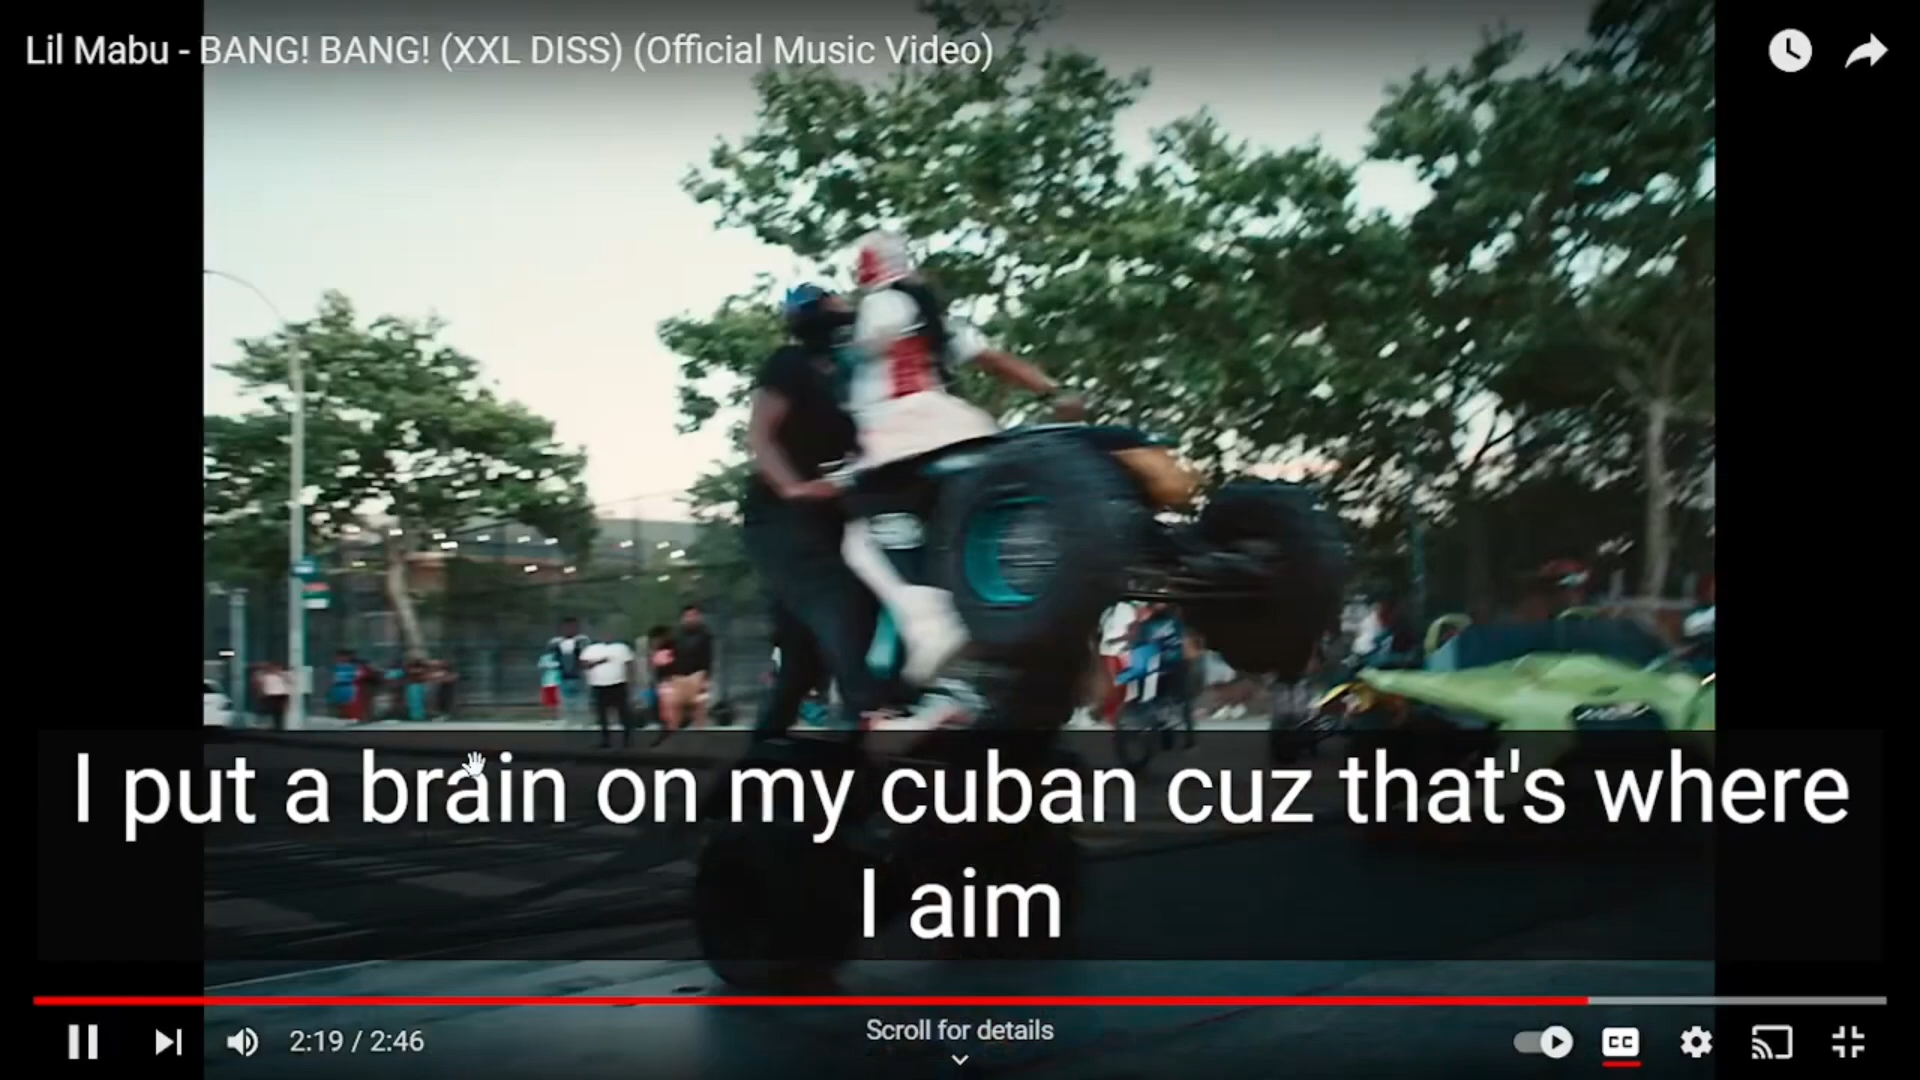 Lil Mabu - BANG! BANG! (XXL DISS) (Official Music Video)
I put a brain on my cuban cuz that's where
I aim
2:19 / 2:46
Scroll for details
CC